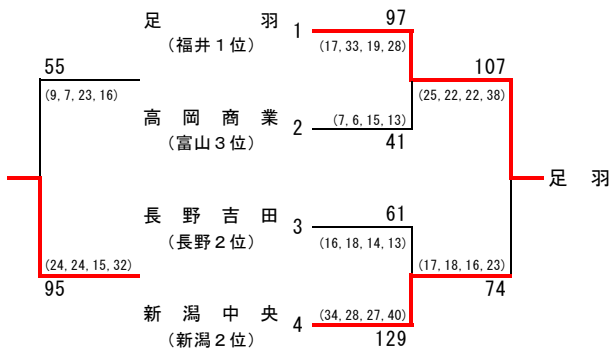 足 羽 1 97
(福井1位) (17, 33, 19, 28)
55 107
(9, 7, 23, 16) (25, 22, 22, 38)
高 岡 商 業 2 (7, 6, 15, 13)
(富山3位) 41
足 羽
長 野 吉 田 3 61
(長野2位) (16, 18, 14, 13)
(24, 24, 15, 32) (17, 18, 16, 23)
95 74
新 潟 中 央 4 (34, 28, 27, 40)
(新潟2位) 129